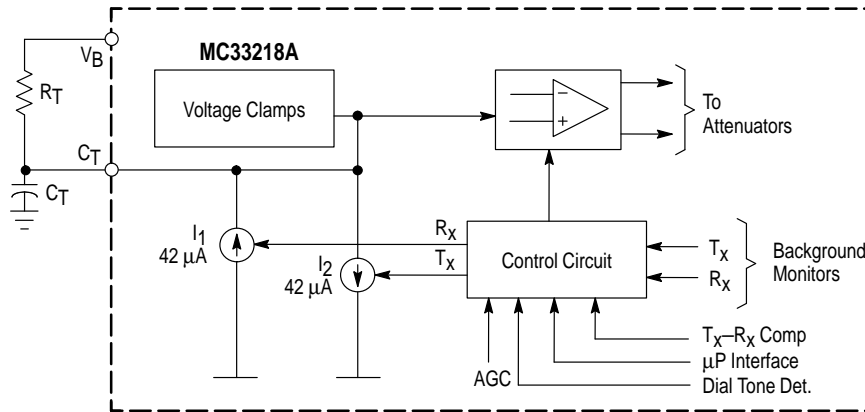 VB
MC33218A
RT
Voltage Clamps
−
+
To
Attenuators
CT
CT
I1
42 μA
I2
42 μA
Rx
Tx
Control Circuit
Tx
Rx
Background
Monitors
AGC
Tx–Rx Comp
μP Interface
Dial Tone Det.